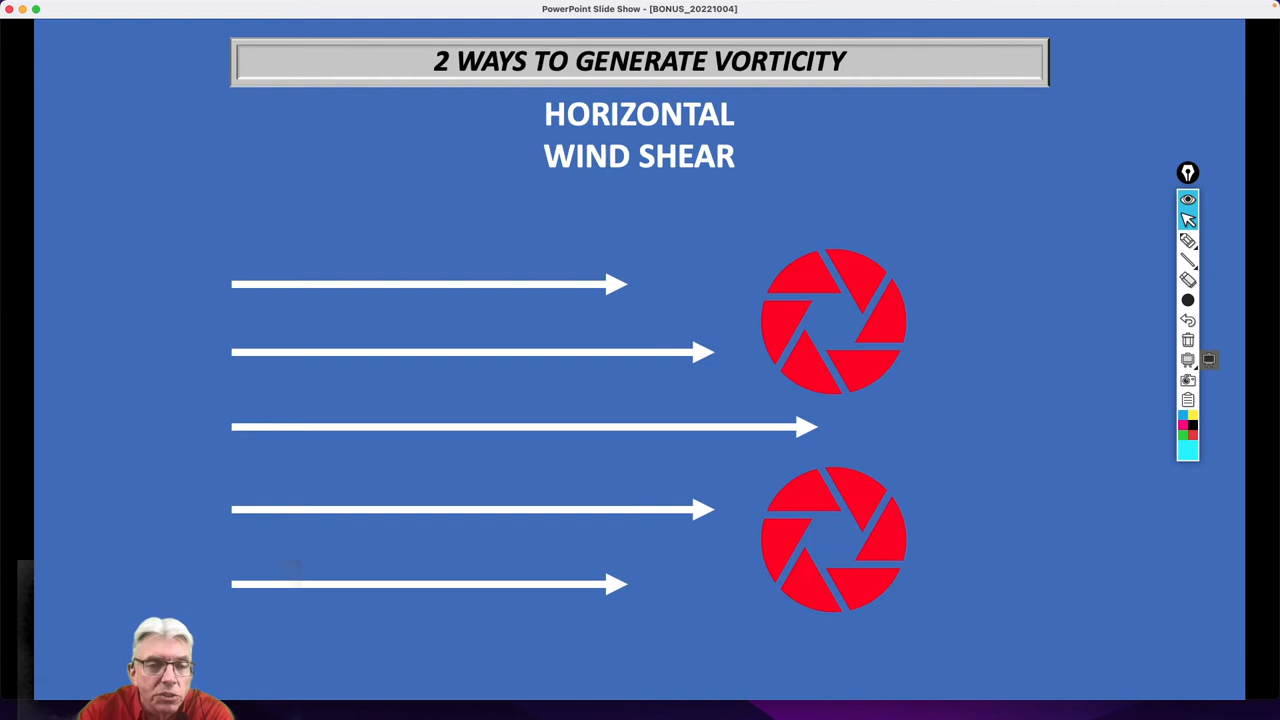 PowerPoint Slide Show - [BONUS_20221004]
2 WAYS TO GENERATE VORTICITY
HORIZONTAL
WIND SHEAR